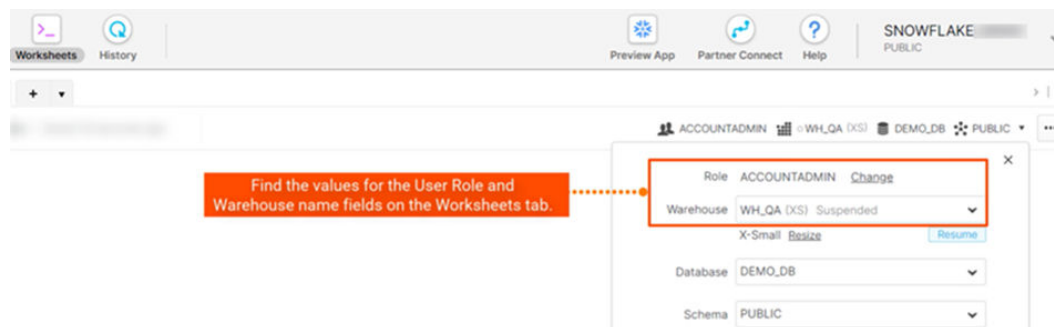 SNOWFLAKE
PUBLIC
Worksheets
History
Preview App
Partner Connect
Help
+
ACCOUNTADMIN WH_QA (XS) DEMO_DB PUBLIC
Find the values for the User Role and
Warehouse name fields on the Worksheets tab.
Role ACCOUNTADMIN Change
Warehouse WH_QA (XS) Suspended
X-Small Resize Resume
Database DEMO_DB
Schema PUBLIC